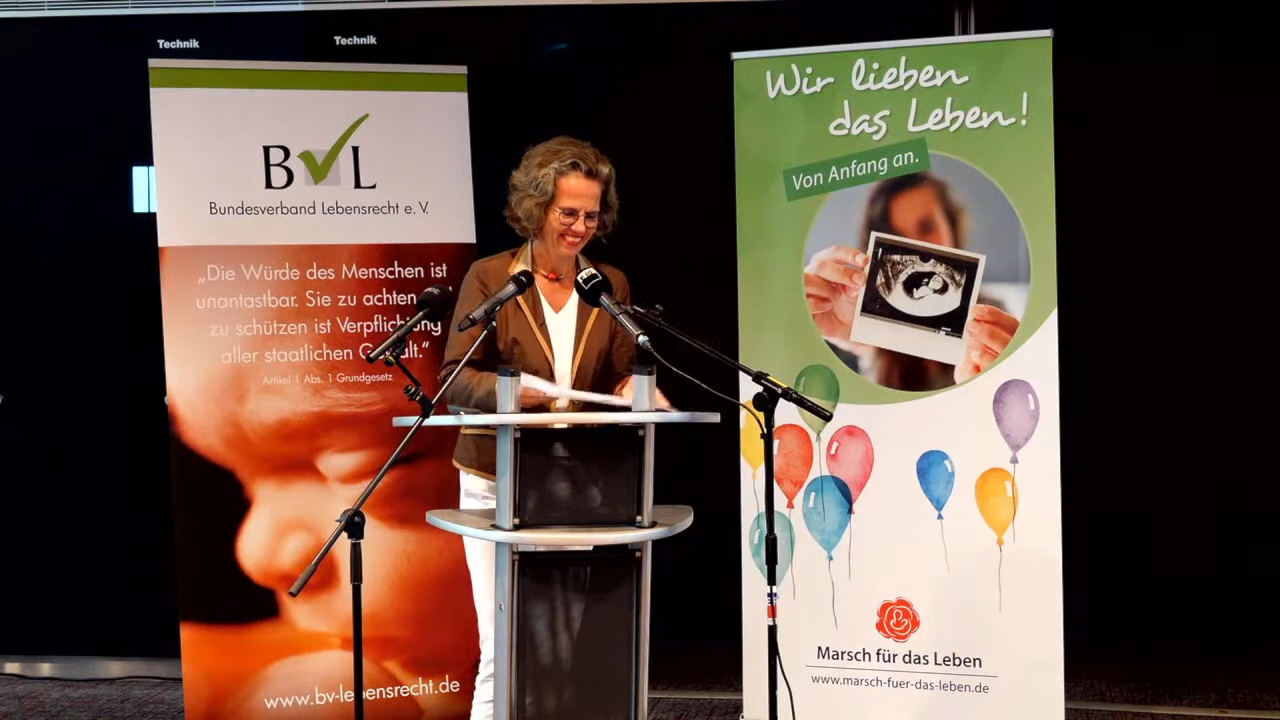 Technik
Technik
BVL
Bundesverband Lebensrecht e. V.
„Die Würde des Menschen ist
unantastbar. Sie zu achten
zu schützen ist Verpflichtung
aller staatlichen
Artikel 1 Abs. 1 Grundgesetz
www.bv-lebensrecht.de
Wir lieben
das Leben!
Von Anfang an.
Marsch für das Leben
www.marsch-fuer-das-leben.de